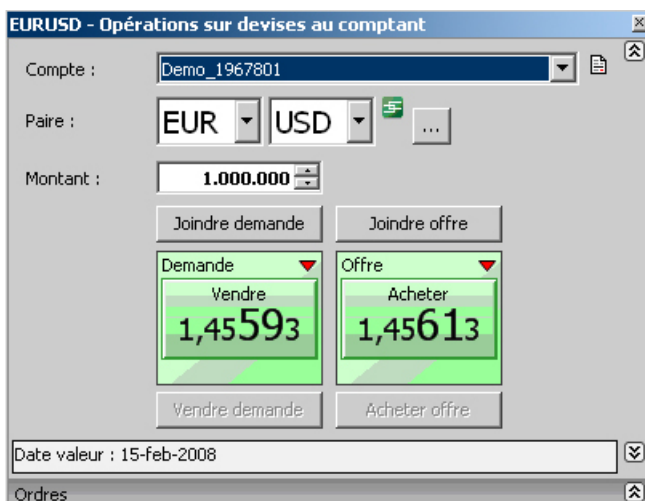 EURUSD - Opérations sur devises au comptant
Compte : Demo_1967801
Paire : EUR USD ...
Montant : 1.000.000
Joindre demande Joindre offre
Demande Offre
Vendre Acheter
1,45593 1,45613
Vendre demande Acheter offre
Date valeur : 15-feb-2008
Ordres